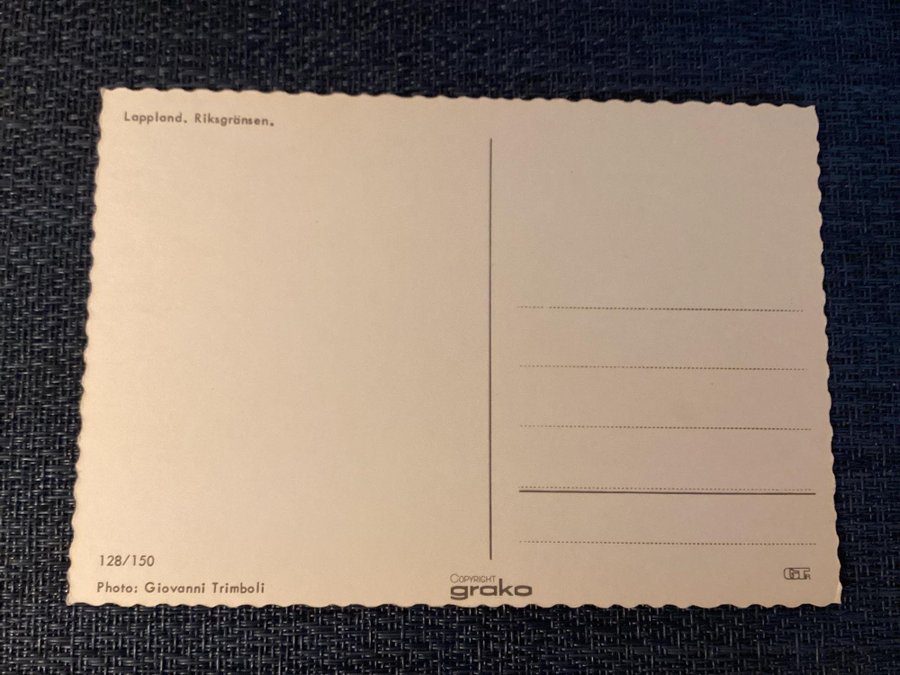 Lappland. Riksgränsen.
128/150
Photo: Giovanni Trimboli
COPYRIGHT
grako